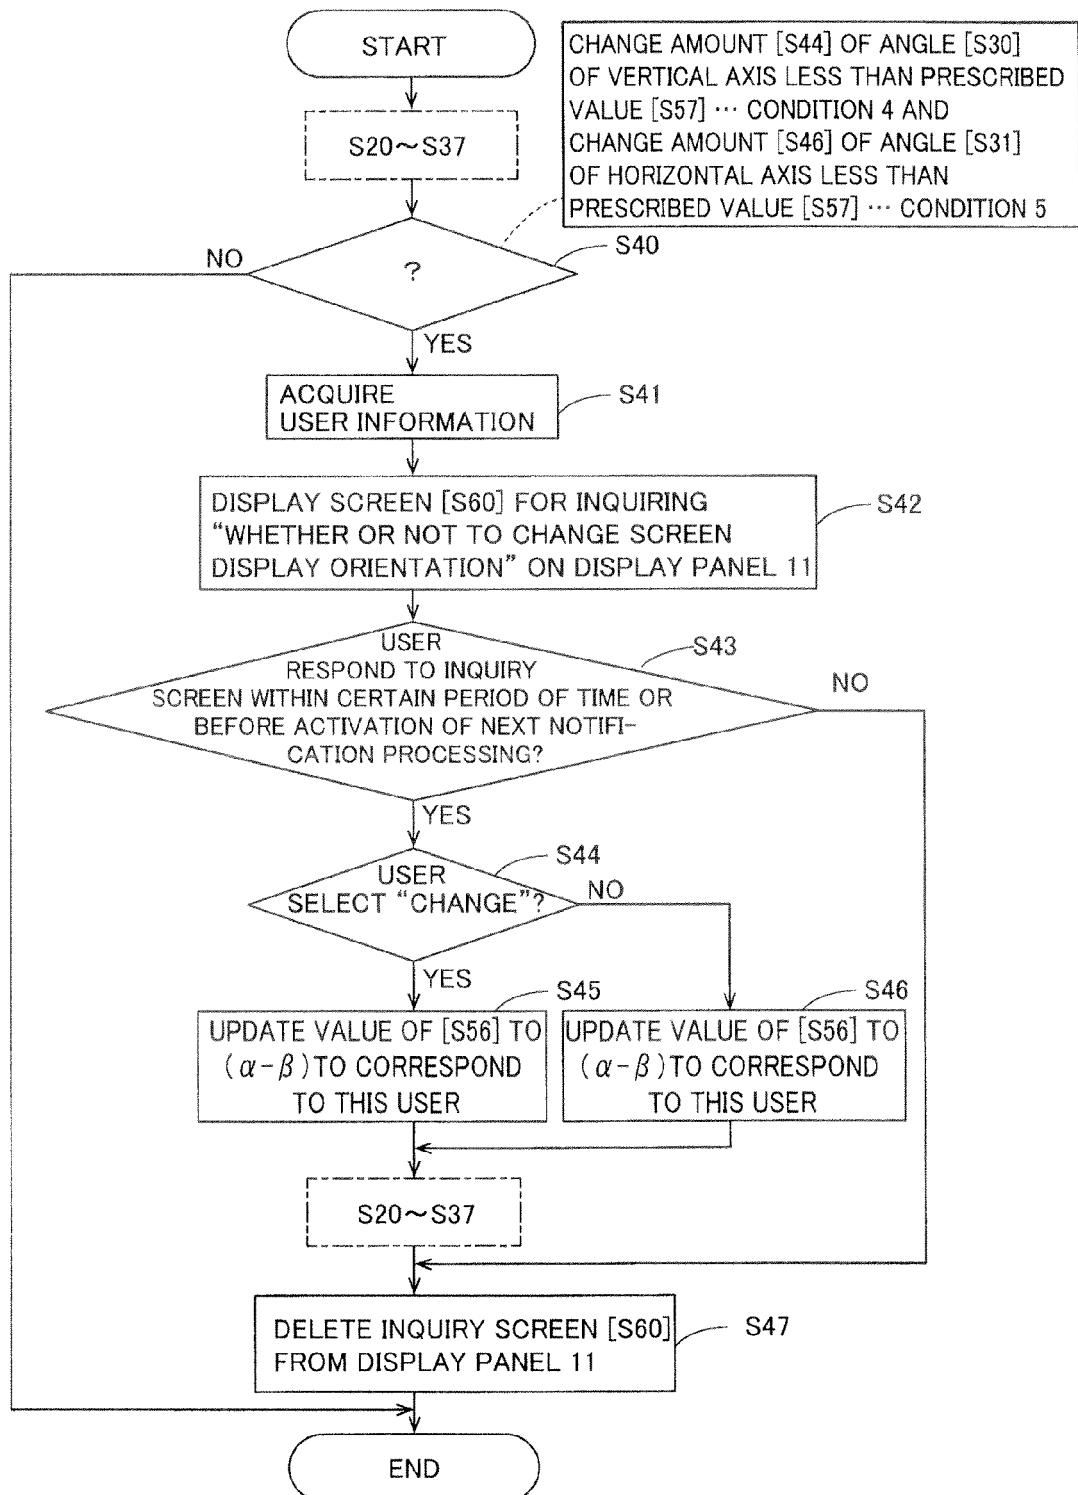 START
CHANGE AMOUNT [S44] OF ANGLE [S30]
OF VERTICAL AXIS LESS THAN PRESCRIBED
VALUE [S57] ··· CONDITION 4 AND
CHANGE AMOUNT [S46] OF ANGLE [S31]
OF HORIZONTAL AXIS LESS THAN
PRESCRIBED VALUE [S57] ··· CONDITION 5
S20～S37
S40
NO
?
YES
ACQUIRE
USER INFORMATION
S41
DISPLAY SCREEN [S60] FOR INQUIRING
“WHETHER OR NOT TO CHANGE SCREEN
DISPLAY ORIENTATION” ON DISPLAY PANEL 11
S42
USER
RESPOND TO INQUIRY
SCREEN WITHIN CERTAIN PERIOD OF TIME OR
BEFORE ACTIVATION OF NEXT NOTIFI-
CATION PROCESSING?
S43
NO
YES
USER
SELECT “CHANGE”?
S44
NO
YES
S45
UPDATE VALUE OF [S56] TO
(α-β) TO CORRESPOND
TO THIS USER
S46
UPDATE VALUE OF [S56] TO
(α-β) TO CORRESPOND
TO THIS USER
S20～S37
DELETE INQUIRY SCREEN [S60]
FROM DISPLAY PANEL 11
S47
END